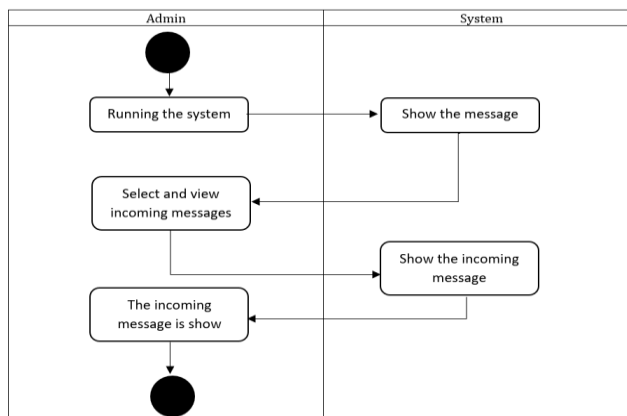 Admin
System
Running the system
Show the message
Select and view
incoming messages
Show the incoming
message
The incoming
message is show